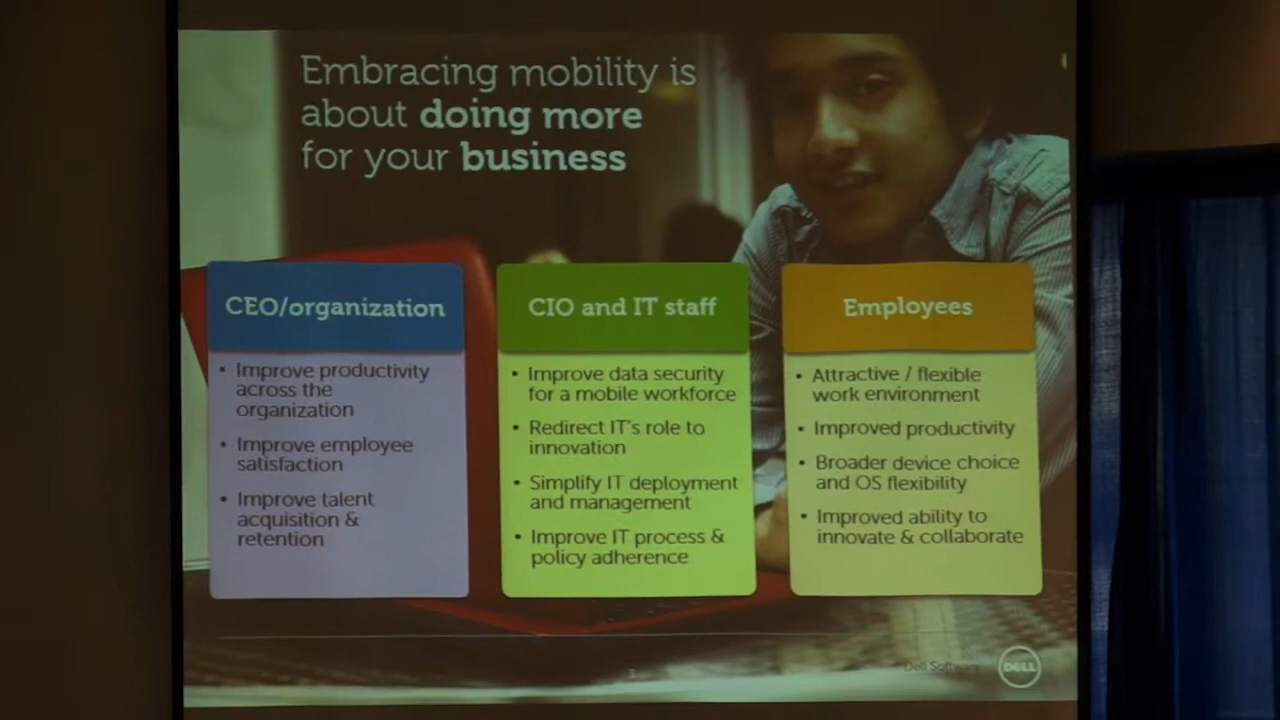 Embracing mobility is
about doing more
for your business
CEO/organization
• Improve productivity
across the
organization
• Improve employee
satisfaction
• Improve talent
acquisition &
retention
CIO and IT staff
• Improve data security
for a mobile workforce
• Redirect IT's role to
innovation
• Simplify IT deployment
and management
• Improve IT process &
policy adherence
Employees
• Attractive / flexible
work environment
• Improved productivity
• Broader device choice
and OS flexibility
• Improved ability to
innovate & collaborate
Dell Software
DELL